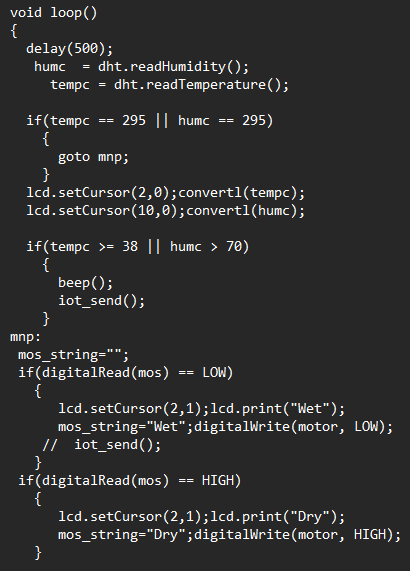 void loop()
{
  delay(500);
   humc  = dht.readHumidity();
     tempc = dht.readTemperature();

  if(tempc == 295 || humc == 295)
    {
      goto mnp;
    }
  lcd.setCursor(2,0);convertl(tempc);
  lcd.setCursor(10,0);convertl(humc);

  if(tempc >= 38 || humc > 70)
    {
      beep();
      iot_send();
    }
mnp:
 mos_string="";
 if(digitalRead(mos) == LOW)
   {
      lcd.setCursor(2,1);lcd.print("Wet");
      mos_string="Wet";digitalWrite(motor, LOW);
    //  iot_send();
   }
 if(digitalRead(mos) == HIGH)
   {
      lcd.setCursor(2,1);lcd.print("Dry");
      mos_string="Dry";digitalWrite(motor, HIGH);
   }